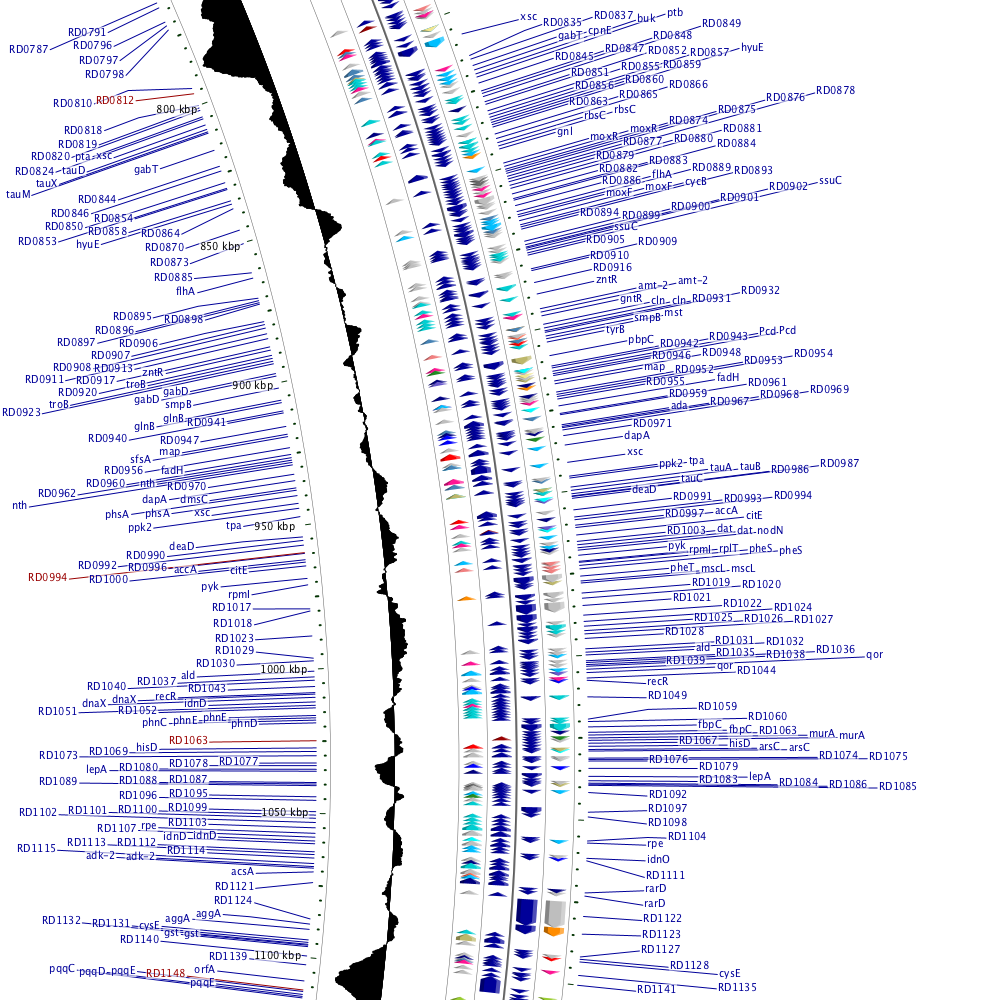 RD0791
RD0787
RD0796
RD0797
RD0798
RD0810
RD0812
800 kbp
RD0818
RD0819
RD0820
pta
xsc
RD0824
tauD
tauX
tauM
gabT
RD0844
RD0846
RD0854
RD0850
RD0858
RD0853
hyuE
RD0864
850 kbp
RD0870
RD0873
RD0885
flhA
RD0895
RD0898
RD0896
RD0897
RD0906
RD0907
RD0908
RD0913
RD0911
RD0917
zntR
RD0920
troB
RD0923
troB
gabD
gabD
900 kbp
smpB
glnB
glnB
RD0941
RD0940
RD0947
map
sfsA
RD0956
fadH
RD0960
nth
RD0962
RD0970
nth
dapA
dmsC
phsA
phsA
xsc
ppk2
tpa
950 kbp
deaD
RD0990
RD0992
RD0996
accA
citE
RD0994
RD1000
pyk
rpmI
RD1017
RD1018
RD1023
RD1029
RD1030
1000 kbp
ald
RD1037
RD1040
RD1043
recR
dnaX
dnaX
idnD
RD1051
RD1052
phnC
phnE
phnE
phnD
RD1063
hisD
RD1069
RD1073
RD1077
RD1078
RD1080
lepA
RD1087
RD1088
RD1089
RD1095
RD1096
RD1099
RD1100
RD1101
RD1102
1050 kbp
RD1103
rpe
RD1107
idnD
idnD
RD1112
RD1113
RD1114
RD1115
adk-2
adk-2
acsA
RD1121
RD1124
aggA
aggA
RD1132
RD1131
cysE
gst
gst
RD1140
RD1139
1100 kbp
pqqC
pqqD
pqqE
RD1148
orfA
pqqE
xsc
RD0835
RD0837
buk
ptb
gabT
cpnE
RD0849
RD0848
RD0845
RD0847
RD0852
RD0857
hyuE
RD0851
RD0855
RD0859
RD0856
RD0860
RD0866
RD0863
RD0865
rbcS
rbsC
RD0876
RD0878
RD0875
gnl
moxR
moxR
RD0874
RD0881
RD0877
RD0880
RD0884
RD0879
RD0883
RD0882
flhA
RD0889
RD0893
RD0886
moxF
cycB
moxF
RD0902
ssuC
RD0901
RD0900
RD0894
RD0899
ssuC
RD0905
RD0909
RD0910
RD0916
zntR
amt-2
amt-2
RD0932
gntR
cln
cln
RD0931
mst
smpB
tyrB
pbpC
RD0942
RD0943
Pcd
Pcd
map
RD0946
RD0948
RD0954
RD0952
RD0953
RD0955
fadH
RD0961
RD0959
RD0968
RD0969
ada
RD0967
RD0971
dapA
xsc
ppk2
tpa
tauA
tauB
RD0986
RD0987
tauC
deaD
RD0991
RD0993
RD0994
RD0997
accA
citE
RD1003
dat
dat
nodN
pyk
rpmI
rplT
pheS
pheS
pheT
mscL
mscL
RD1019
RD1020
RD1021
RD1022
RD1024
RD1025
RD1026
RD1027
RD1028
RD1031
RD1032
ald
RD1035
RD1036
RD1038
qor
RD1039
qor
RD1044
recR
RD1049
RD1059
RD1060
fbpC
fbpC
RD1063
murA
murA
RD1067
hisD
arsC
arsC
RD1074
RD1075
RD1076
RD1079
RD1083
lepA
RD1084
RD1086
RD1085
RD1092
RD1097
RD1098
RD1104
rpe
idnO
RD1111
rarD
rarD
RD1122
RD1123
RD1127
RD1128
cysE
RD1135
RD1141